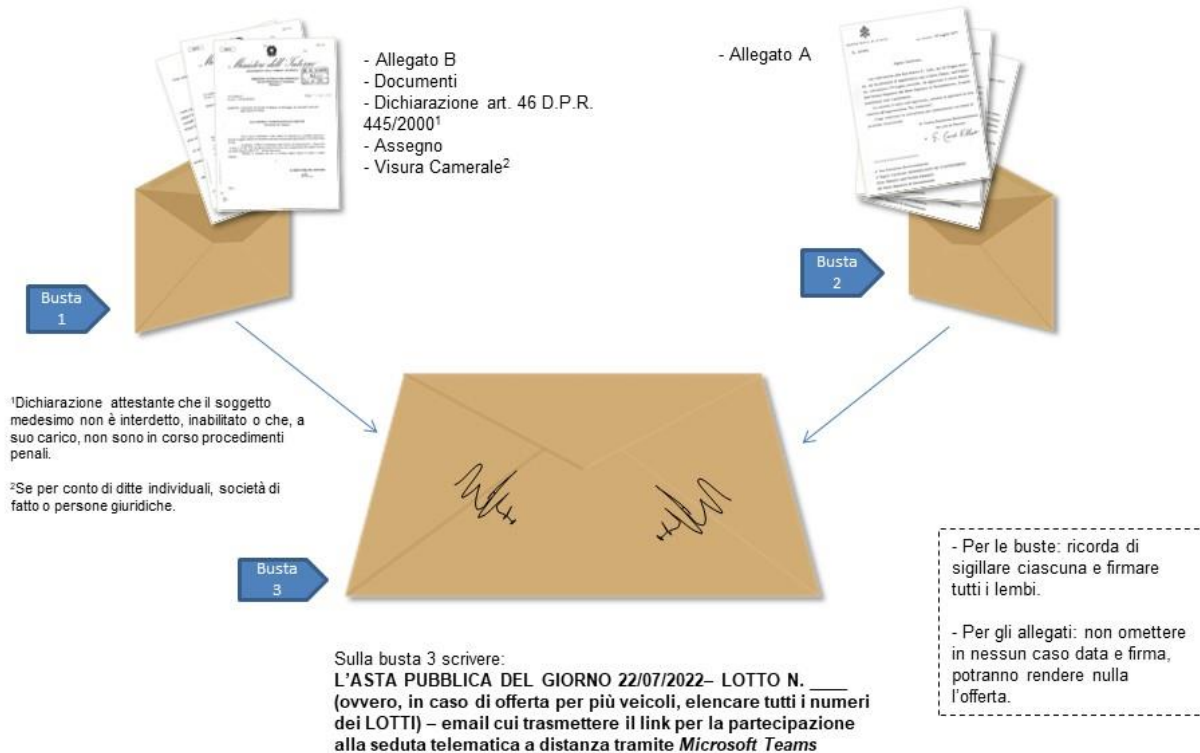 Ministero dell'Interno
- Allegato B
- Documenti
- Dichiarazione art. 46 D.P.R.
445/2000¹
- Assegno
- Visura Camerale²
- Allegato A
Busta
1
Busta
2
¹Dichiarazione attestante che il soggetto
medesimo non è interdetto, inabilitato o che, a
suo carico, non sono in corso procedimenti
penali.
²Se per conto di ditte individuali, società di
fatto o persone giuridiche.
Busta
3
- Per le buste: ricorda di
sigillare ciascuna e firmare
tutti i lembi.
- Per gli allegati: non omettere
in nessun caso data e firma,
potranno rendere nulla
l'offerta.
Sulla busta 3 scrivere:
L'ASTA PUBBLICA DEL GIORNO 22/07/2022– LOTTO N. ____
(ovvero, in caso di offerta per più veicoli, elencare tutti i numeri
dei LOTTI) – email cui trasmettere il link per la partecipazione
alla seduta telematica a distanza tramite Microsoft Teams